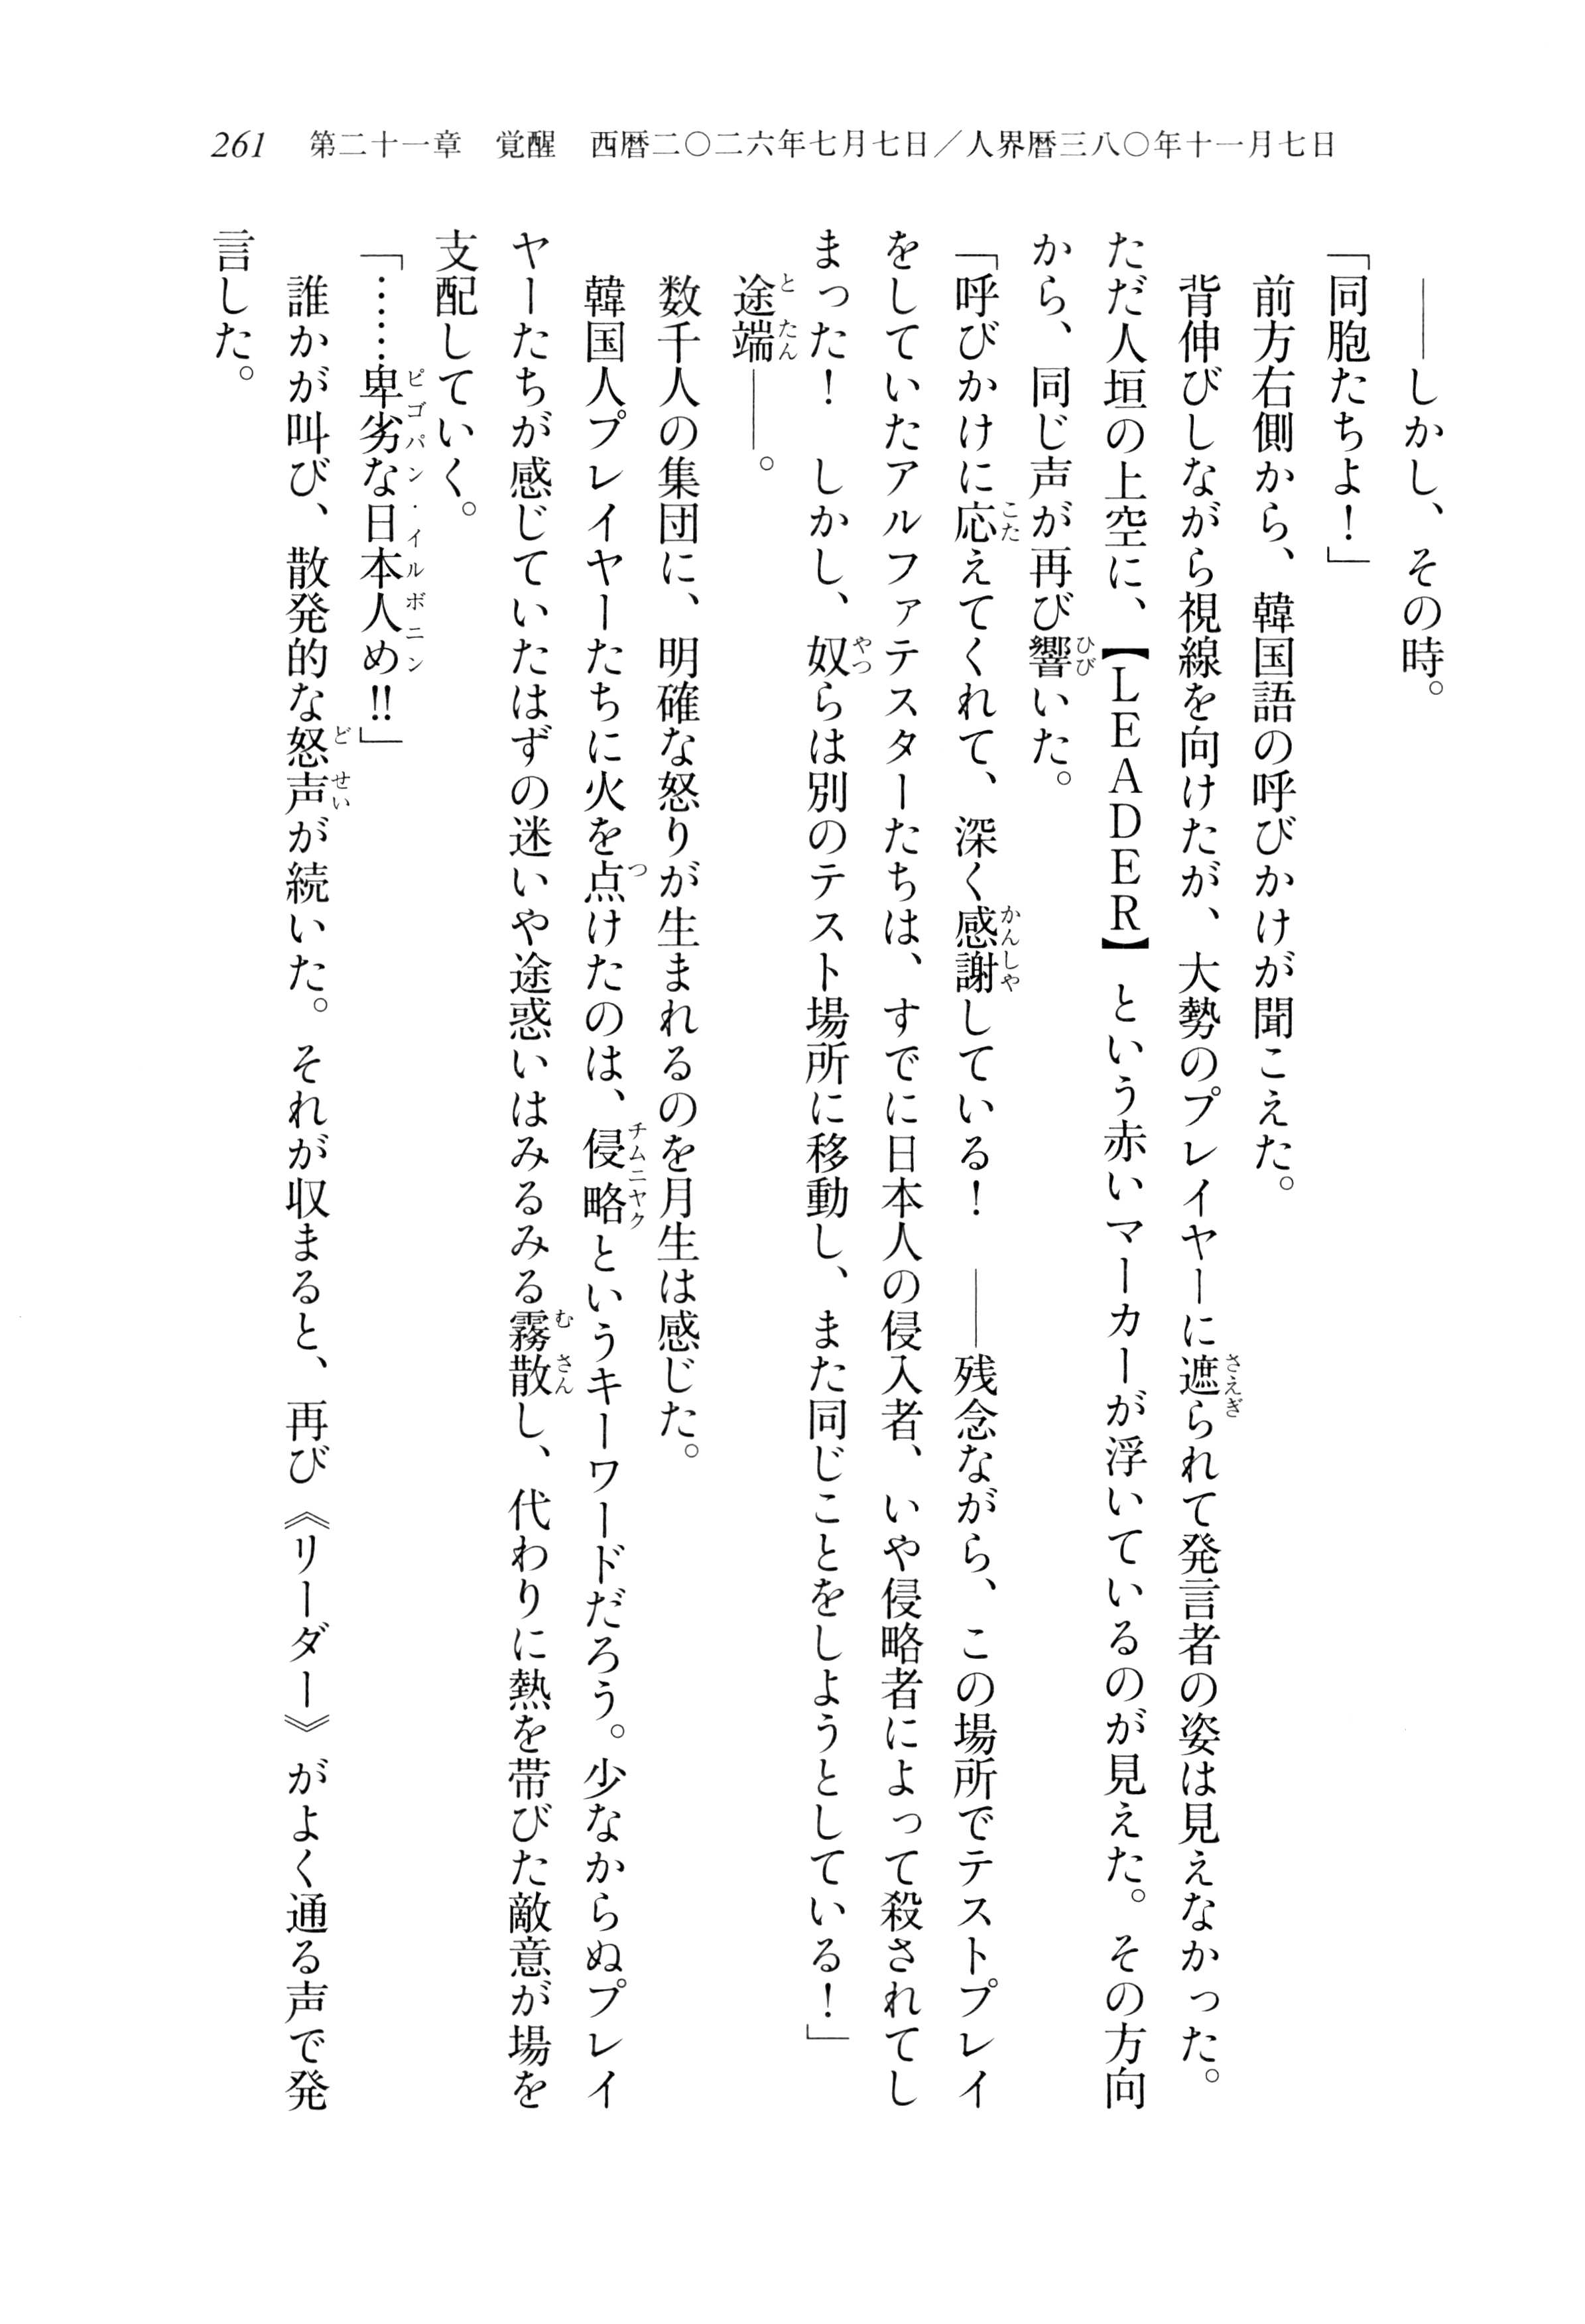 261 第二十一章 覚醒 西暦二〇二六年七月七日／人界暦三八〇年十一月七日
――しかし、その時。
「同胞たちよ！」
前方右側から、韓国語の呼びかけが聞こえた。
背伸びしながら視線を向けたが、大勢のプレイヤーに遮られて発言者の姿は見えなかった。
ただ人垣の上空に、【LEADER】という赤いマーカーが浮いているのが見えた。その方向
から、同じ声が再び響いた。
「呼びかけに応えてくれて、深く感謝している！　――残念ながら、この場所でテストプレイ
をしていたアルファテスターたちは、すでに日本人の侵入者、いや侵略者によって殺されてし
まった！　しかし、奴らは別のテスト場所に移動し、また同じことをしようとしている！」
途端――。
数千人の集団に、明確な怒りが生まれるのを月生は感じた。
韓国人プレイヤーたちに火を点けたのは、侵略というキーワードだろう。少なからぬプレイ
ヤーたちが感じていたはずの迷いや途惑いはみるみる霧散し、代わりに熱を帯びた敵意が場を
支配していく。
「……卑劣な日本人め‼」
誰かが叫び、散発的な怒声が続いた。それが収まると、再び《リーダー》がよく通る声で発
言した。